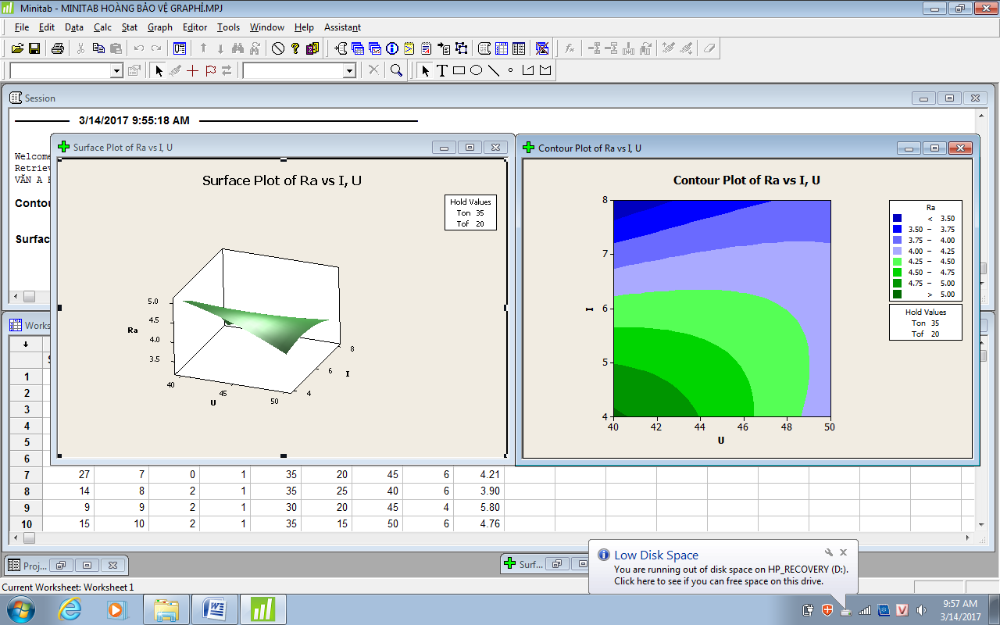 Minitab - MINITAB HOÀNG BẢO VỆ GRAPHỈ.MPJ
File Edit Data Calc Stat Graph Editor Tools Window Help Assistant
Session
3/14/2017 9:55:18 AM
Welcome
Retriev
VĂN A
Contou
Surfac
Surface Plot of Ra vs I, U
Surface Plot of Ra vs I, U
Hold Values
Ton 35
Tof 20
5.0
4.5
4.0
3.5
Ra
40
45
50
U
4
6
8
I
Contour Plot of Ra vs I, U
Contour Plot of Ra vs I, U
8
7
6
5
4
I
40 42 44 46 48 50
U
Ra
< 3.50
3.50 – 3.75
3.75 – 4.00
4.00 – 4.25
4.25 – 4.50
4.50 – 4.75
4.75 – 5.00
> 5.00
Hold Values
Ton 35
Tof 20
Works
1
2
3
4
5
6
7 27 7 0 1 35 20 45 6 4.21
8 14 8 2 1 35 25 40 6 3.90
9 9 9 2 1 30 20 45 4 5.80
10 15 10 2 1 35 15 50 6 4.76
Proj...
Surf...
Low Disk Space
You are running out of disk space on HP_RECOVERY (D:).
Click here to see if you can free space on this drive.
Current Worksheet: Worksheet 1
9:57 AM
3/14/2017